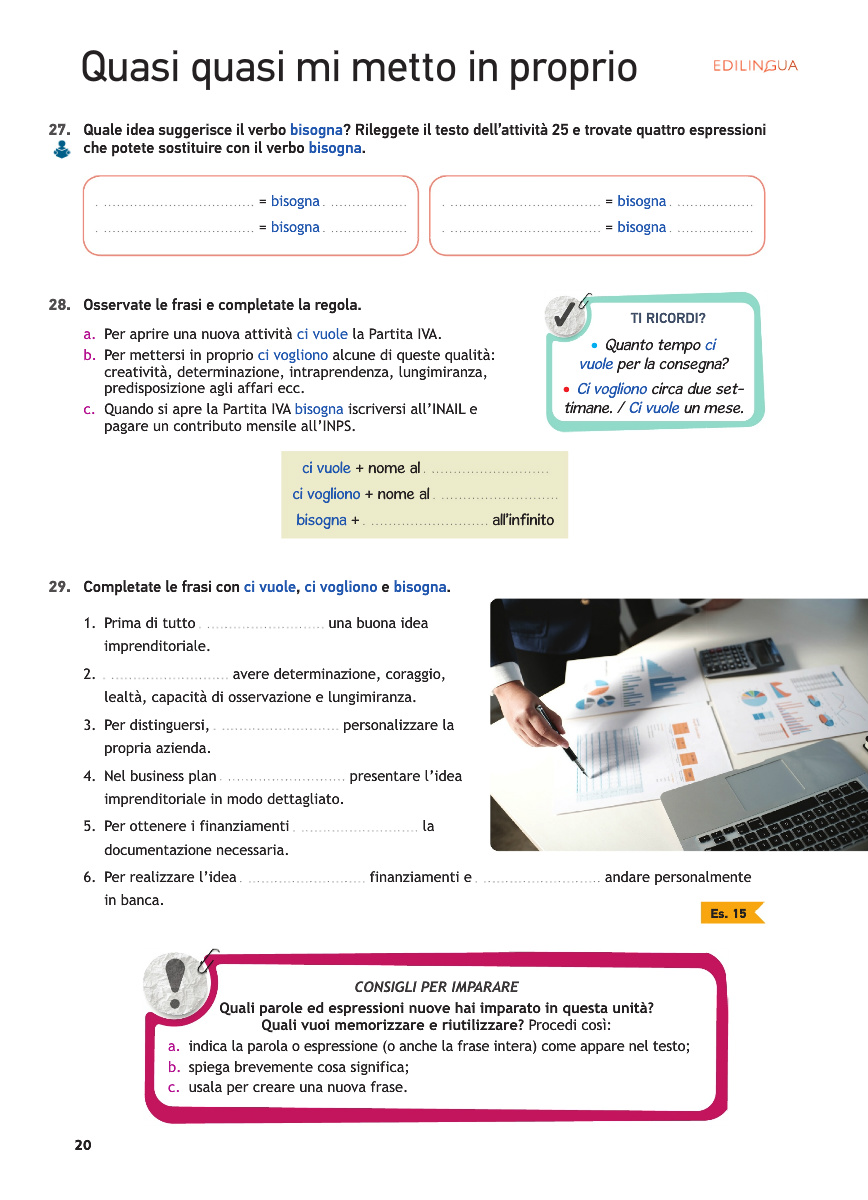 Quasi quasi mi metto in proprio
EDILINGUA
27. Quale idea suggerisce il verbo bisogna? Rileggete il testo dell'attività 25 e trovate quattro espressioni
che potete sostituire con il verbo bisogna.
. .................................. = bisogna . .................
. .................................. = bisogna . .................
. .................................. = bisogna . .................
. .................................. = bisogna . .................
28. Osservate le frasi e completate la regola.
a. Per aprire una nuova attività ci vuole la Partita IVA.
b. Per mettersi in proprio ci vogliono alcune di queste qualità:
creatività, determinazione, intraprendenza, lungimiranza,
predisposizione agli affari ecc.
c. Quando si apre la Partita IVA bisogna iscriversi all'INAIL e
pagare un contributo mensile all'INPS.
TI RICORDI?
• Quanto tempo ci
vuole per la consegna?
• Ci vogliono circa due set-
timane. / Ci vuole un mese.
ci vuole + nome al . ..........................
ci vogliono + nome al . ..........................
bisogna + . .......................... all'infinito
29. Completate le frasi con ci vuole, ci vogliono e bisogna.
1. Prima di tutto . .......................... una buona idea
imprenditoriale.
2. . .......................... avere determinazione, coraggio,
lealtà, capacità di osservazione e lungimiranza.
3. Per distinguersi, . .......................... personalizzare la
propria azienda.
4. Nel business plan . .......................... presentare l'idea
imprenditoriale in modo dettagliato.
5. Per ottenere i finanziamenti . .......................... la
documentazione necessaria.
6. Per realizzare l'idea . .......................... finanziamenti e . .......................... andare personalmente
in banca.
Es. 15
CONSIGLI PER IMPARARE
Quali parole ed espressioni nuove hai imparato in questa unità?
Quali vuoi memorizzare e riutilizzare? Procedi così:
a. indica la parola o espressione (o anche la frase intera) come appare nel testo;
b. spiega brevemente cosa significa;
c. usala per creare una nuova frase.
20